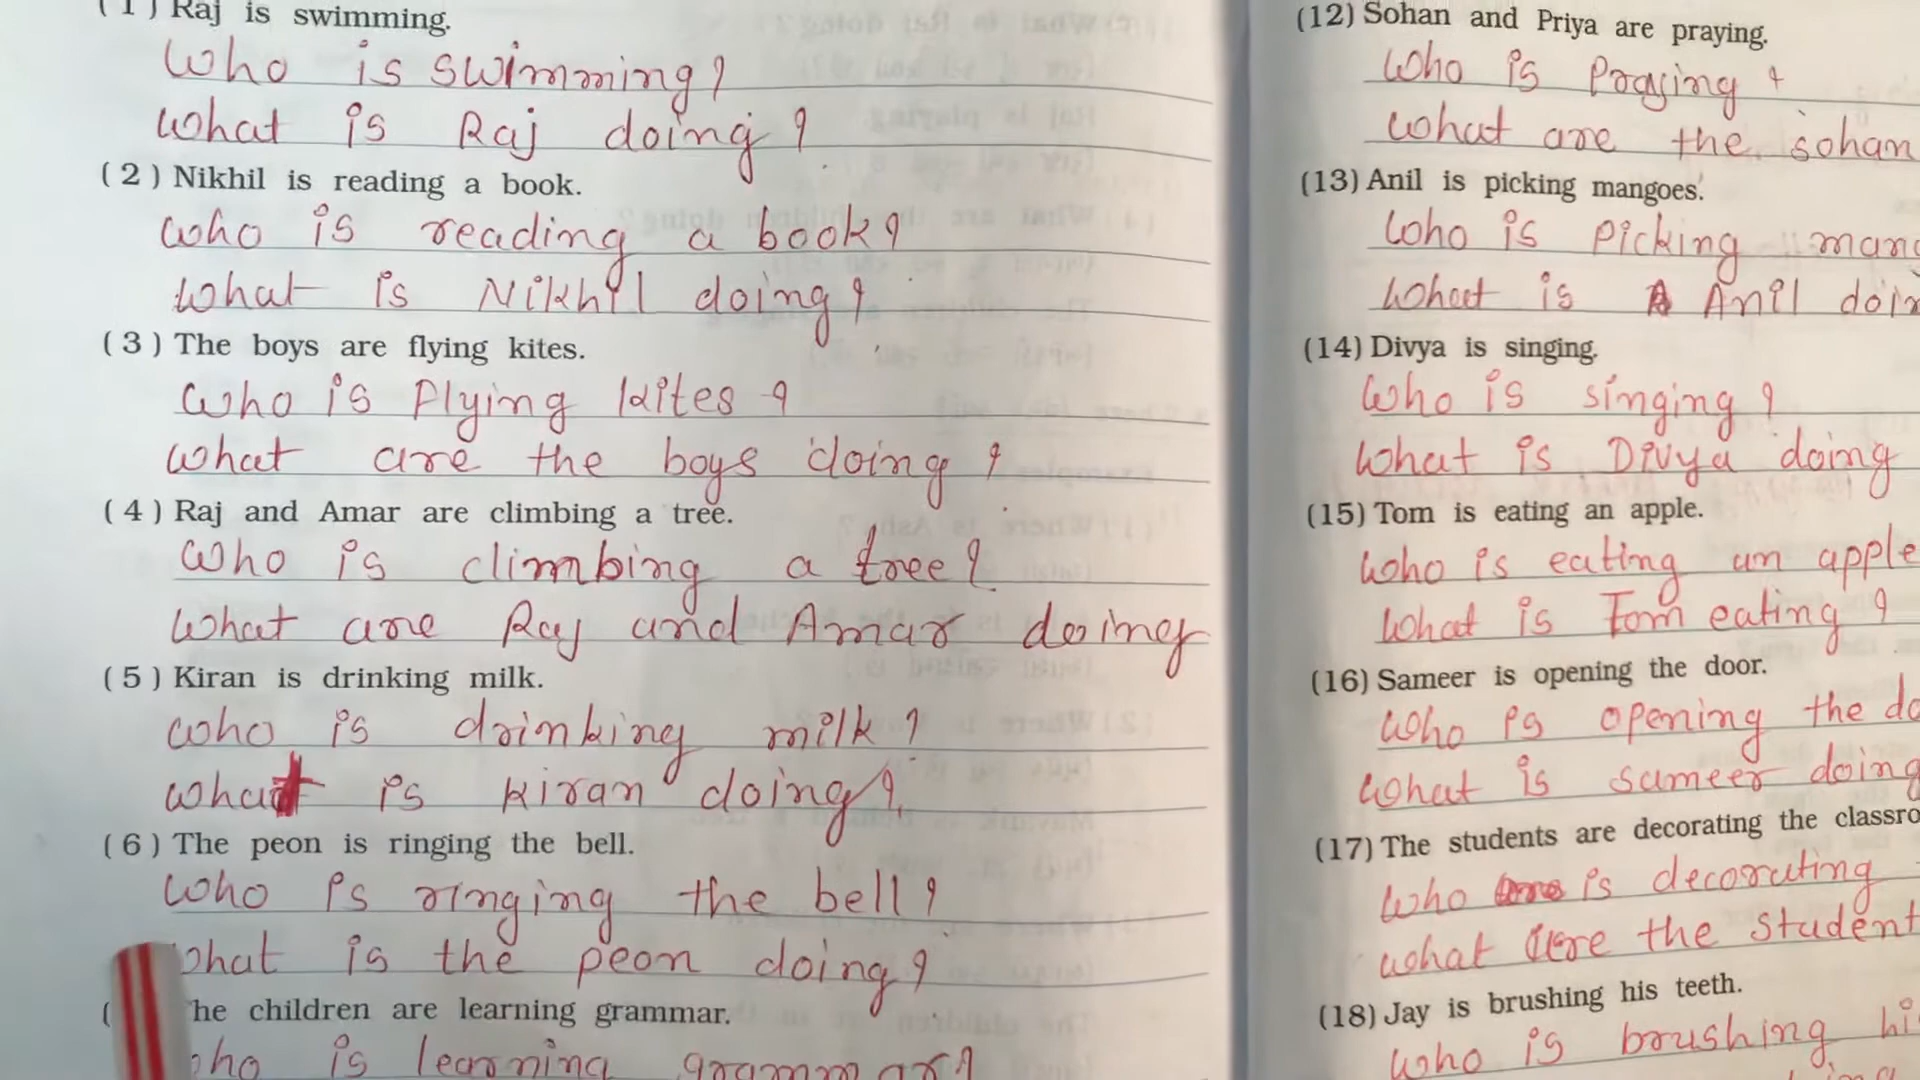 (1) Raj is swimming.
Who is swimming?
What is Raj doing?
(2) Nikhil is reading a book.
Who is reading a book?
What is Nikhil doing?
(3) The boys are flying kites.
Who is flying kites?
What are the boys doing?
(4) Raj and Amar are climbing a tree.
Who is climbing a tree?
What are Raj and Amar doing
(5) Kiran is drinking milk.
Who is drinking milk?
What is Kiran doing?
(6) The peon is ringing the bell.
Who is ringing the bell?
What is the peon doing?
he children are learning grammar.
is learning grammar?
(12) Sohan and Priya are praying.
Who is
What are the sohan
(13) Anil is picking mangoes.
Who is picking
What is Anil
(14) Divya is singing.
Who is singing?
What is Divya doing
(15) Tom is eating an apple.
Who is eating an apple
What is Tom eating?
(16) Sameer is opening the door.
Who is opening the
What is sameer doing
(17) The students are decorating the
Who is decorating
What are the student
(18) Jay is brushing his teeth.
Who is brushing